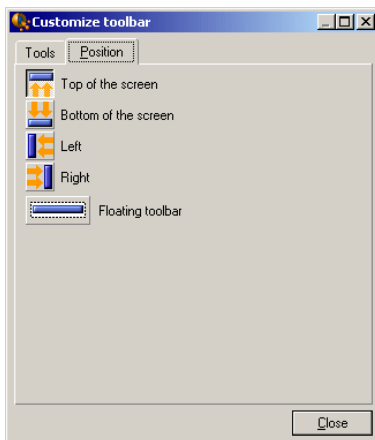 Customize toolbar
Tools Position
Top of the screen
Bottom of the screen
Left
Right
Floating toolbar
Close